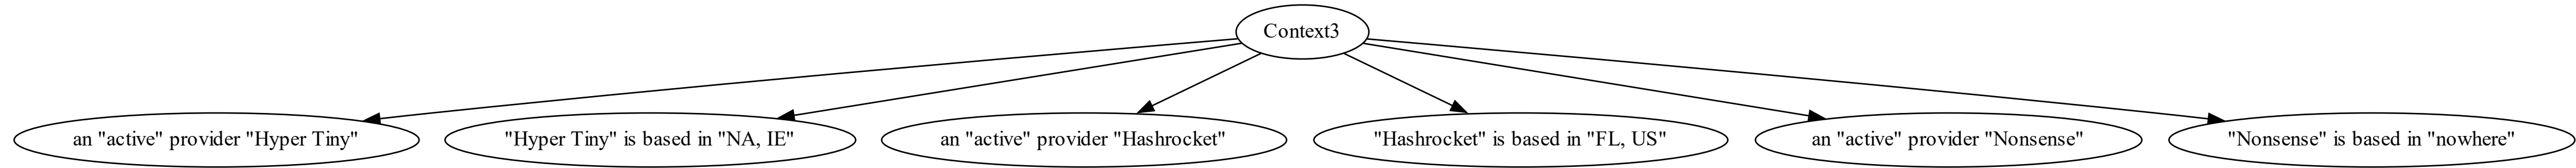 Context3
an "active" provider "Hyper Tiny"
"Hyper Tiny" is based in "NA, IE"
an "active" provider "Hashrocket"
"Hashrocket" is based in "FL, US"
an "active" provider "Nonsense"
"Nonsense" is based in "nowhere"